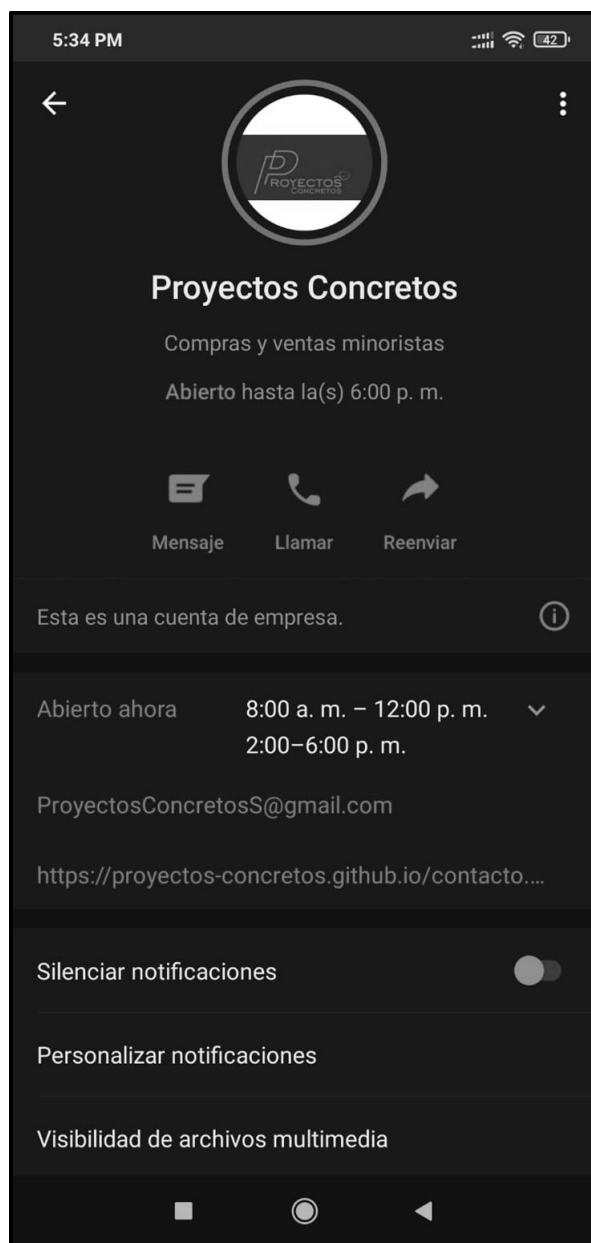 5:34 PM
42
PROYECTOS
CONCRETOS
Proyectos Concretos
Compras y ventas minoristas
Abierto hasta la(s) 6:00 p. m.
Mensaje Llamar Reenviar
Esta es una cuenta de empresa.
Abierto ahora 8:00 a. m. – 12:00 p. m.
2:00–6:00 p. m.
ProyectosConcretosS@gmail.com
https://proyectos-concretos.github.io/contacto....
Silenciar notificaciones
Personalizar notificaciones
Visibilidad de archivos multimedia